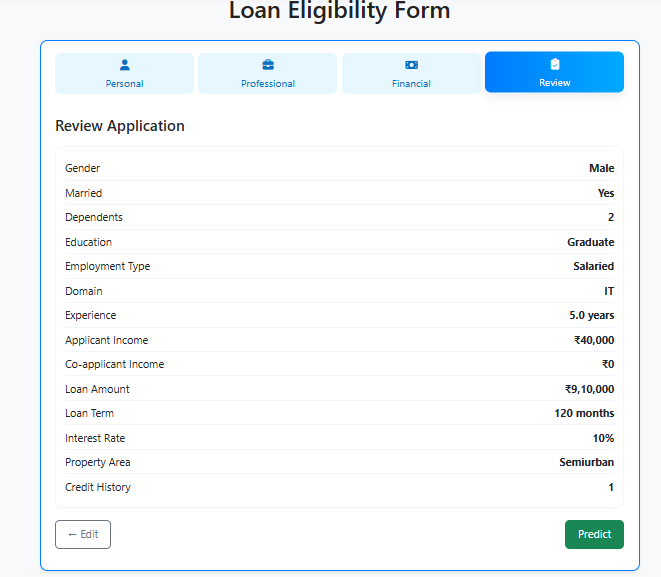 Loan Eligibility Form
Personal Professional Financial Review
Review Application
Gender Male
Married Yes
Dependents 2
Education Graduate
Employment Type Salaried
Domain IT
Experience 5.0 years
Applicant Income ₹40,000
Co-applicant Income ₹0
Loan Amount ₹9,10,000
Loan Term 120 months
Interest Rate 10%
Property Area Semiurban
Credit History 1
← Edit Predict